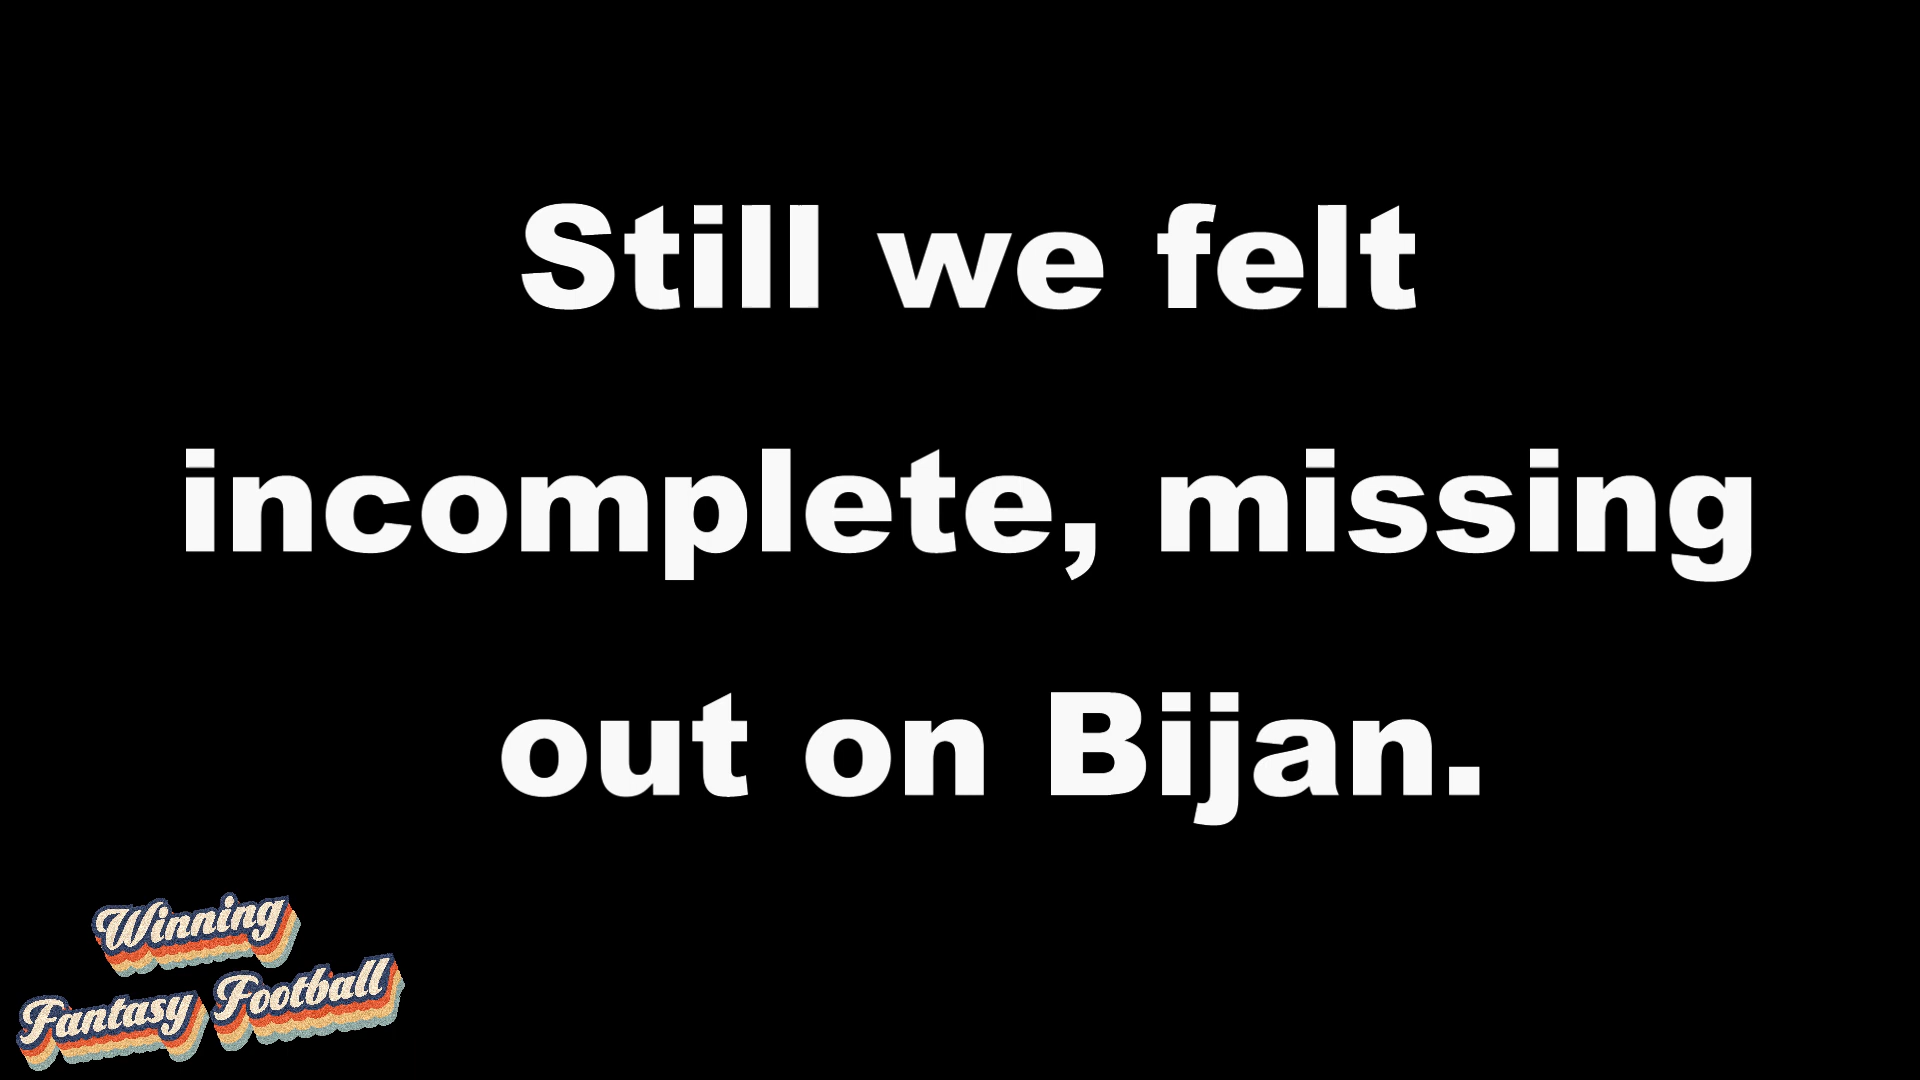 Still we felt
incomplete, missing
out on Bijan.
Winning
Fantasy Football